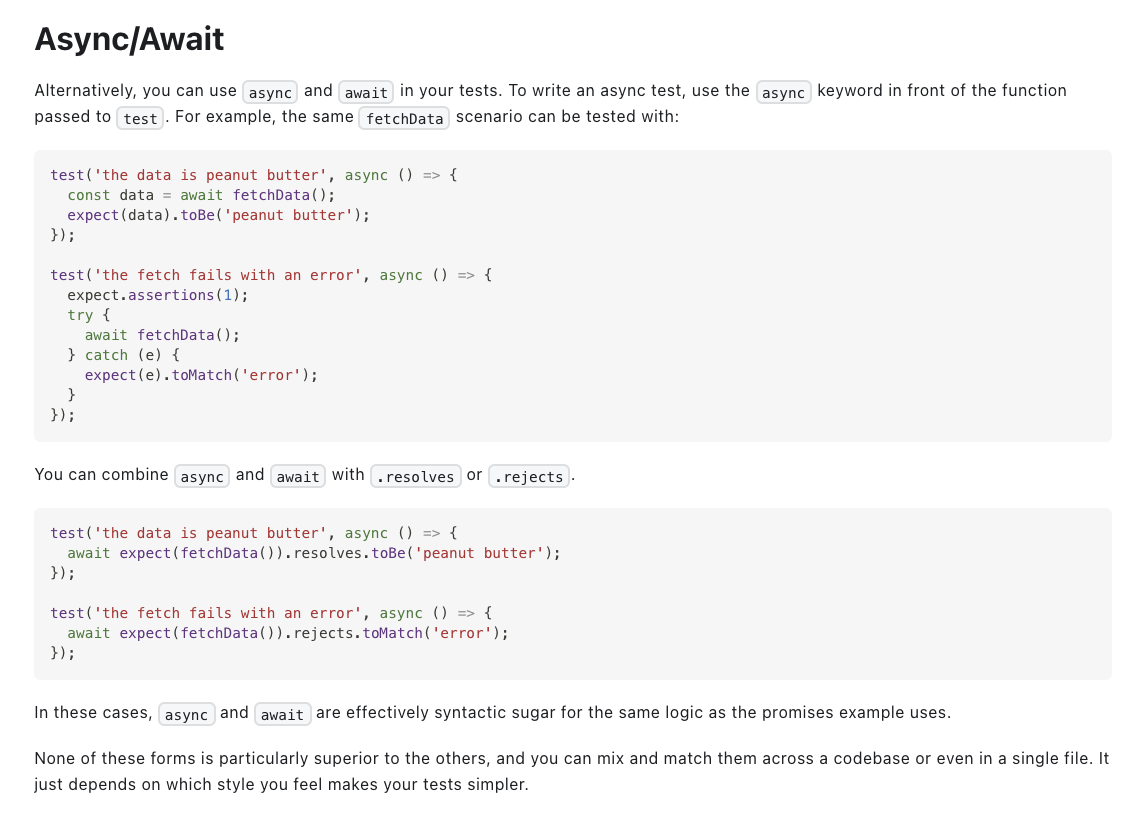 Async/Await
Alternatively, you can use async and await in your tests. To write an async test, use the async keyword in front of the function
passed to test. For example, the same fetchData scenario can be tested with:
test('the data is peanut butter', async () => {
  const data = await fetchData();
  expect(data).toBe('peanut butter');
});

test('the fetch fails with an error', async () => {
  expect.assertions(1);
  try {
    await fetchData();
  } catch (e) {
    expect(e).toMatch('error');
  }
});
You can combine async and await with .resolves or .rejects.
test('the data is peanut butter', async () => {
  await expect(fetchData()).resolves.toBe('peanut butter');
});

test('the fetch fails with an error', async () => {
  await expect(fetchData()).rejects.toMatch('error');
});
In these cases, async and await are effectively syntactic sugar for the same logic as the promises example uses.
None of these forms is particularly superior to the others, and you can mix and match them across a codebase or even in a single file. It
just depends on which style you feel makes your tests simpler.